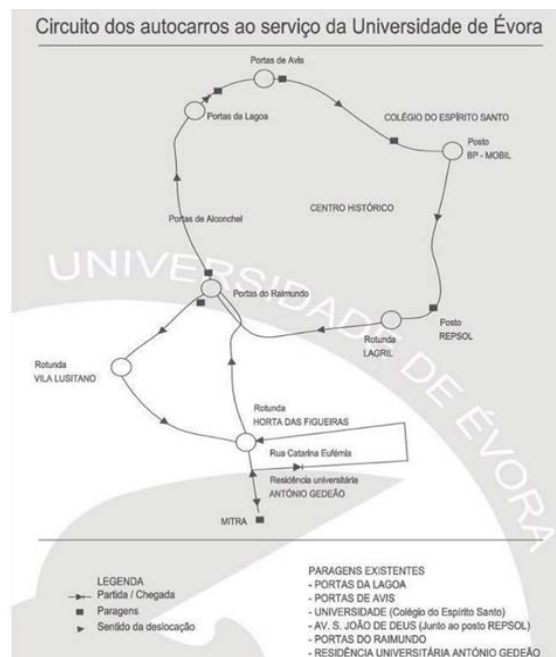 Circuito dos autocarros ao serviço da Universidade de Évora
Portas de Avis
Portas da Lagoa
COLÉGIO DO ESPÍRITO SANTO
Posto
BP - MOBIL
Portas de Alconchel
CENTRO HISTÓRICO
UNIVERSIDADE DE ÉVORA
Portas do Raimundo
Posto
REPSOL
Rotunda
LAGRIL
Rotunda
VILA LUSITANO
Rotunda
HORTA DAS FIGUEIRAS
Rua Catarina Eufémia
Residência universitária
ANTÓNIO GEDEÃO
MITRA
LEGENDA
Partida / Chegada
Paragens
Sentido da deslocação
PARAGENS EXISTENTES
- PORTAS DA LAGOA
- PORTAS DE AVIS
- UNIVERSIDADE (Colégio do Espírito Santo)
- AV. S. JOÃO DE DEUS (Junto ao posto REPSOL)
- PORTAS DO RAIMUNDO
- RESIDÊNCIA UNIVERSITÁRIA ANTÓNIO GEDEÃO